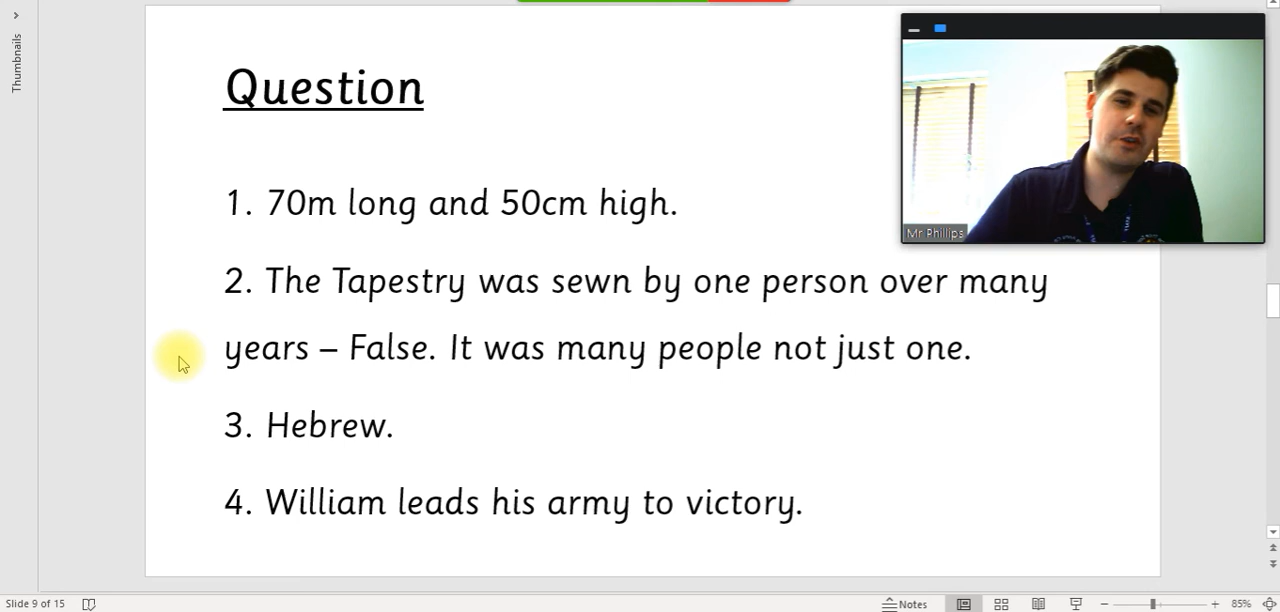 Thumbnails
Question
1. 70m long and 50cm high.
2. The Tapestry was sewn by one person over many
years – False. It was many people not just one.
3. Hebrew.
4. William leads his army to victory.
Mr Phillips
Slide 9 of 15
Notes
85%